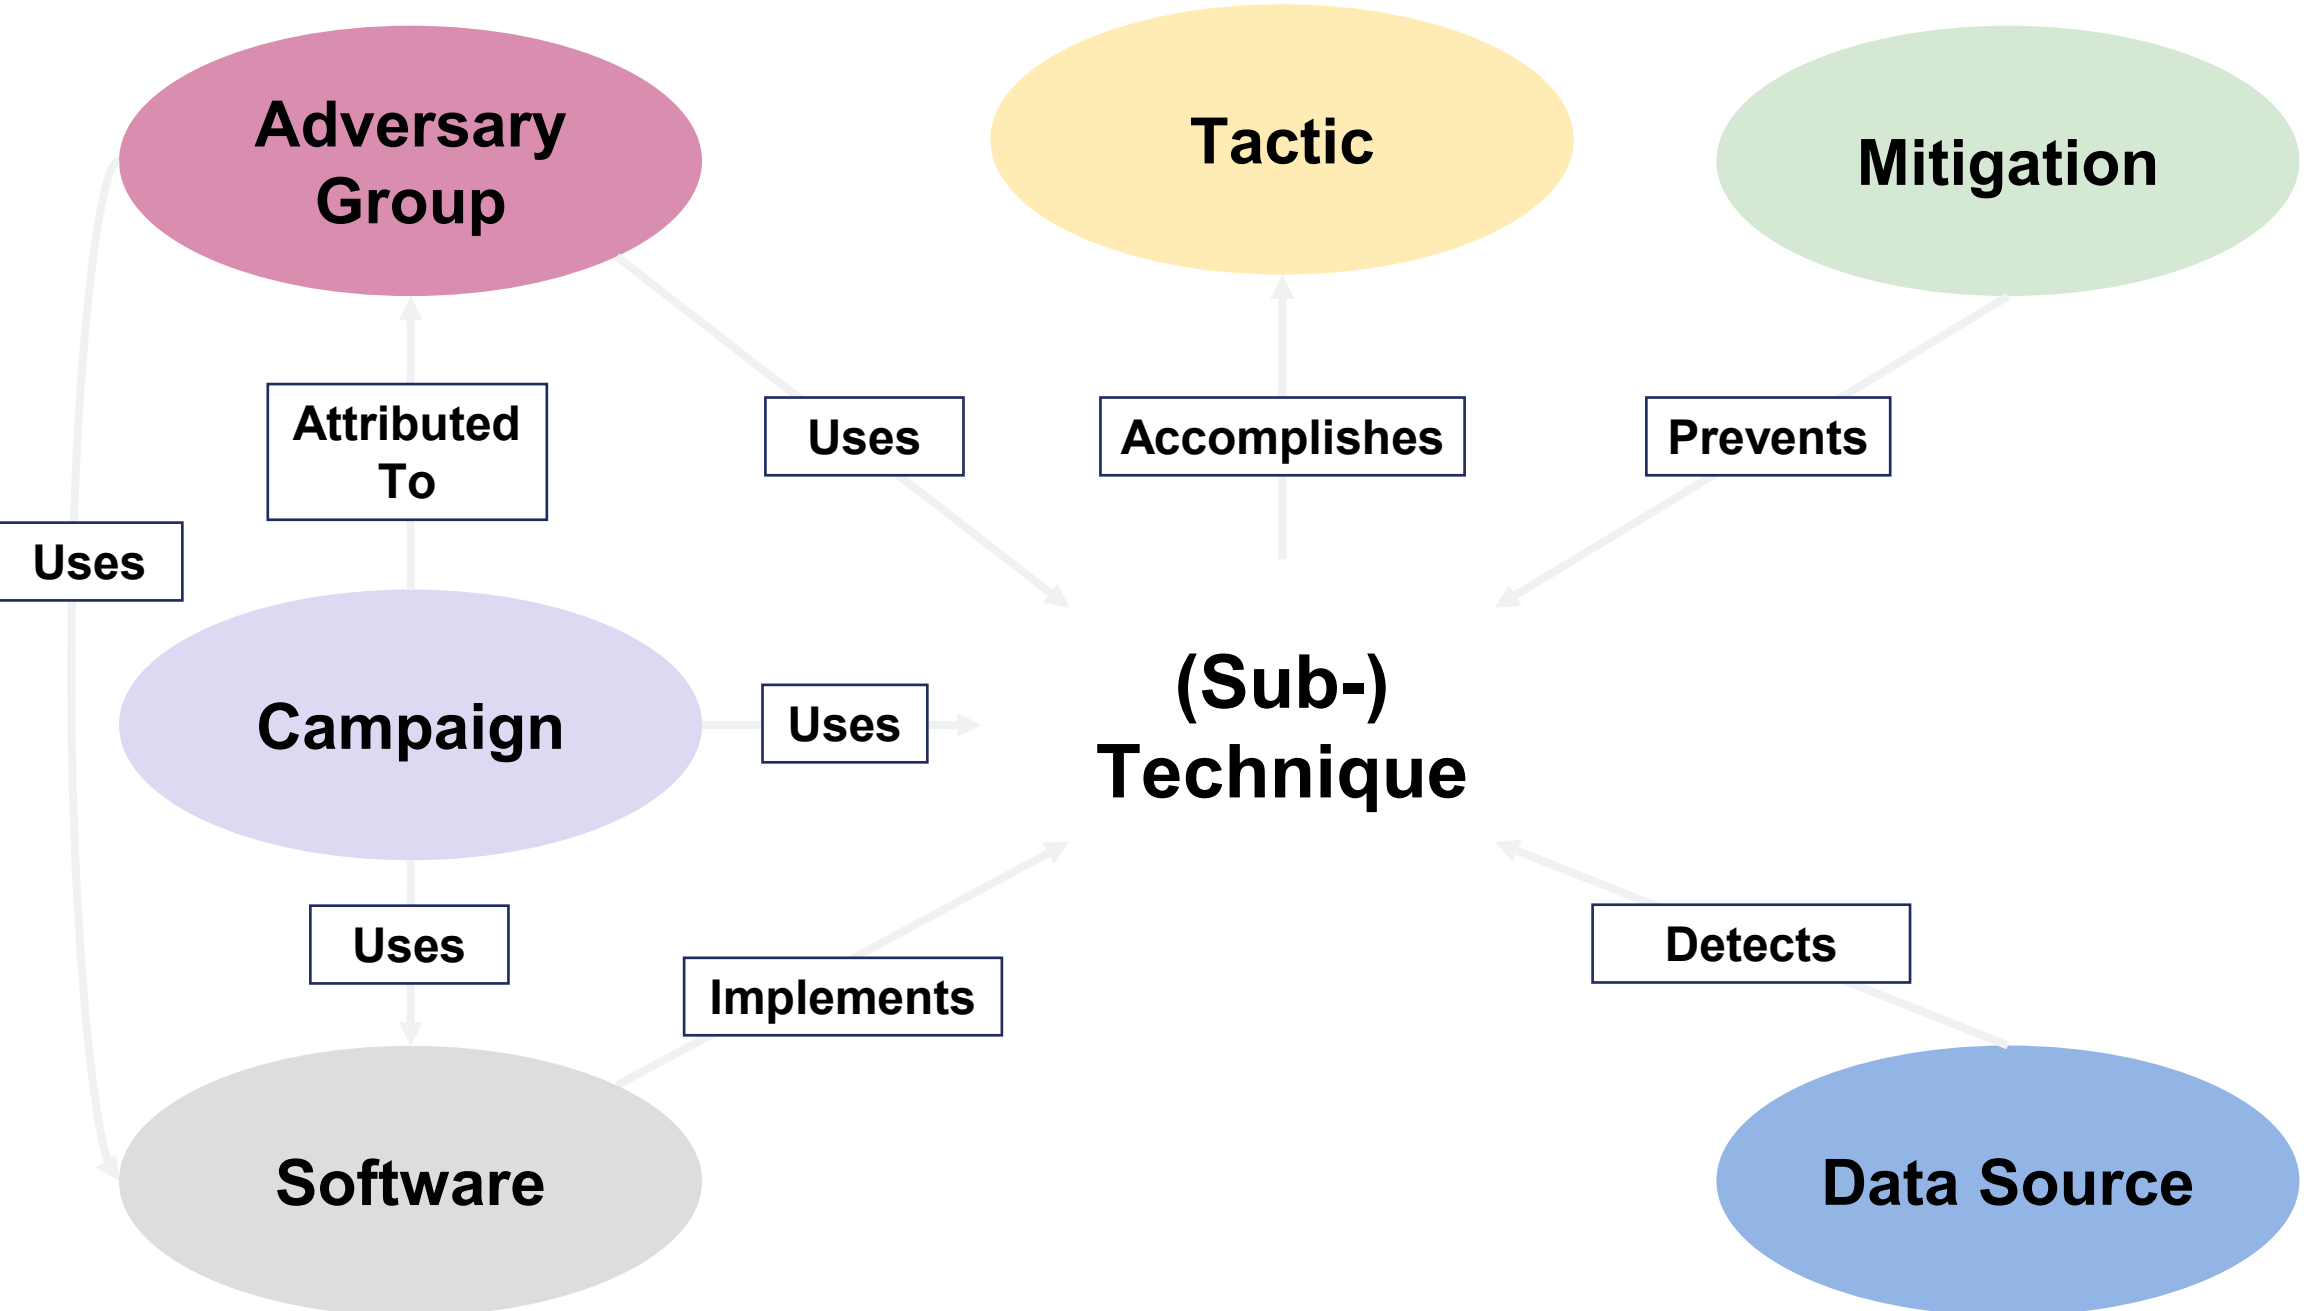 Adversary
Group
Tactic
Mitigation
Attributed
To
Uses
Accomplishes
Prevents
Uses
Campaign
Uses
(Sub-)
Technique
Uses
Implements
Detects
Software
Data Source